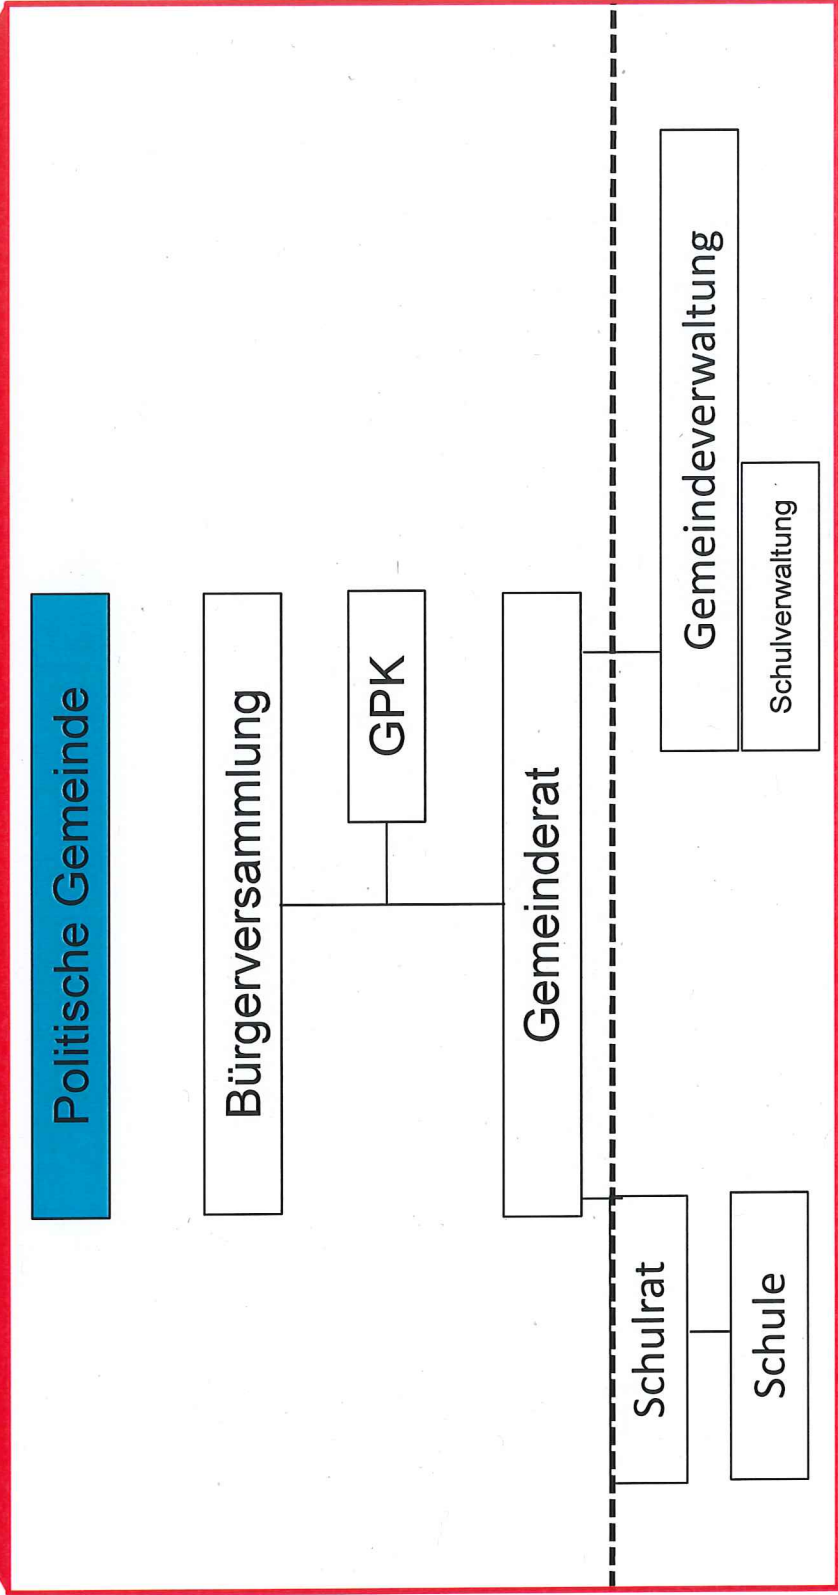 Politische Gemeinde
Bürgerversammlung
GPK
Gemeinderat
Schulrat
Gemeindeverwaltung
Schule
Schulverwaltung